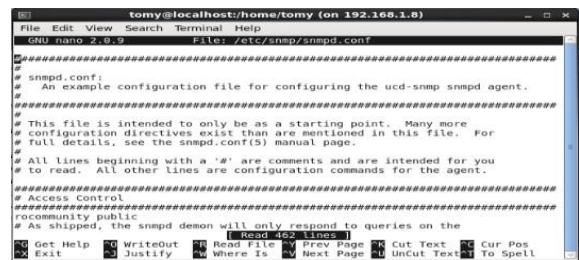 tomy@localhost:/home/tomy (on 192.168.1.8)
File Edit View Search Terminal Help
GNU nano 2.0.9 File: /etc/snmp/snmpd.conf
###############################################################################
#
# snmpd.conf:
#   An example configuration file for configuring the ucd-snmp snmpd agent.
#
###############################################################################
#
# This file is intended to only be as a starting point.  Many more
# configuration directives exist than are mentioned in this file.  For
# full details, see the snmpd.conf(5) manual page.
#
# All lines beginning with a '#' are comments and are intended for you
# to read.  All other lines are configuration commands for the agent.

###############################################################################
# Access Control
###############################################################################
rocommunity public
# As shipped, the snmpd demon will only respond to queries on the
[ Read 462 lines ]
^G Get Help ^O WriteOut ^R Read File ^Y Prev Page ^K Cut Text ^C Cur Pos
^X Exit ^J Justify ^W Where Is ^V Next Page ^U UnCut Text ^T To Spell